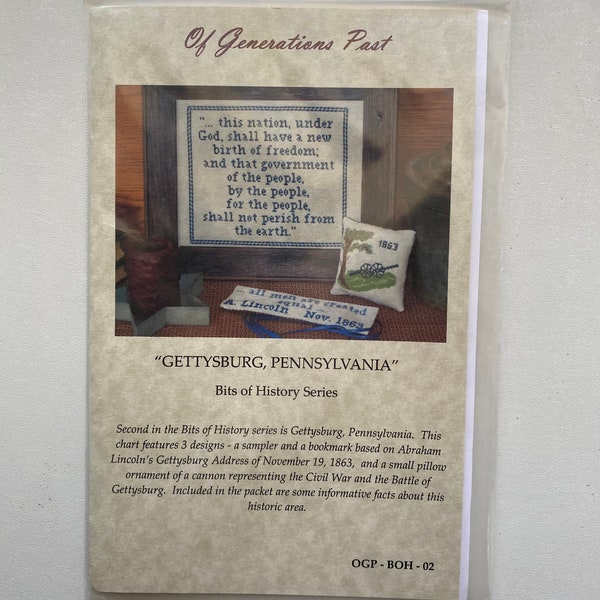 Of Generations Past
"... this nation, under
God, shall have a new
birth of freedom;
and that government
of the people,
by the people,
for the people,
shall not perish from
the earth."
1863
... all men are created
equal ...
A. Lincoln Nov. 1863
"GETTYSBURG, PENNSYLVANIA"
Bits of History Series
Second in the Bits of History series is Gettysburg, Pennsylvania. This
chart features 3 designs - a sampler and a bookmark based on Abraham
Lincoln's Gettysburg Address of November 19, 1863, and a small pillow
ornament of a cannon representing the Civil War and the Battle of
Gettysburg. Included in the packet are some informative facts about this
historic area.
OGP - BOH - 02